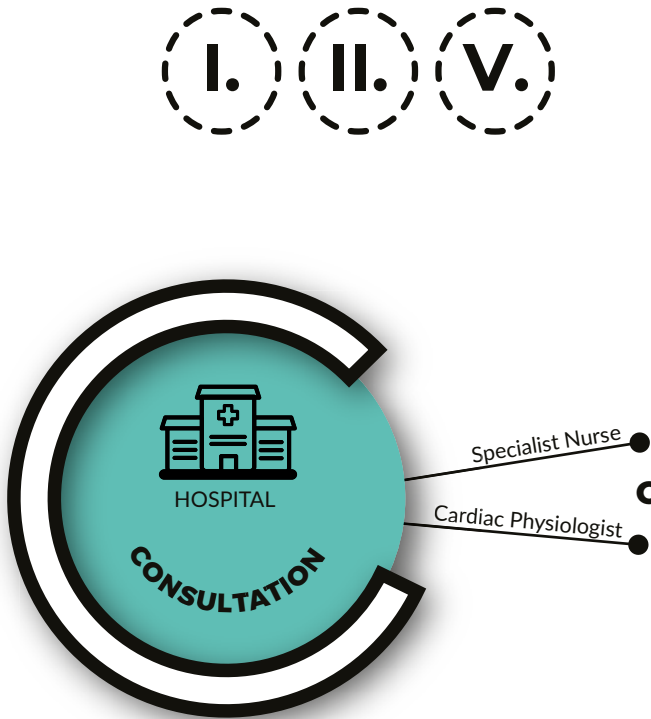 I. II. V.
Specialist Nurse
HOSPITAL
Cardiac Physiologist
CONSULTATION